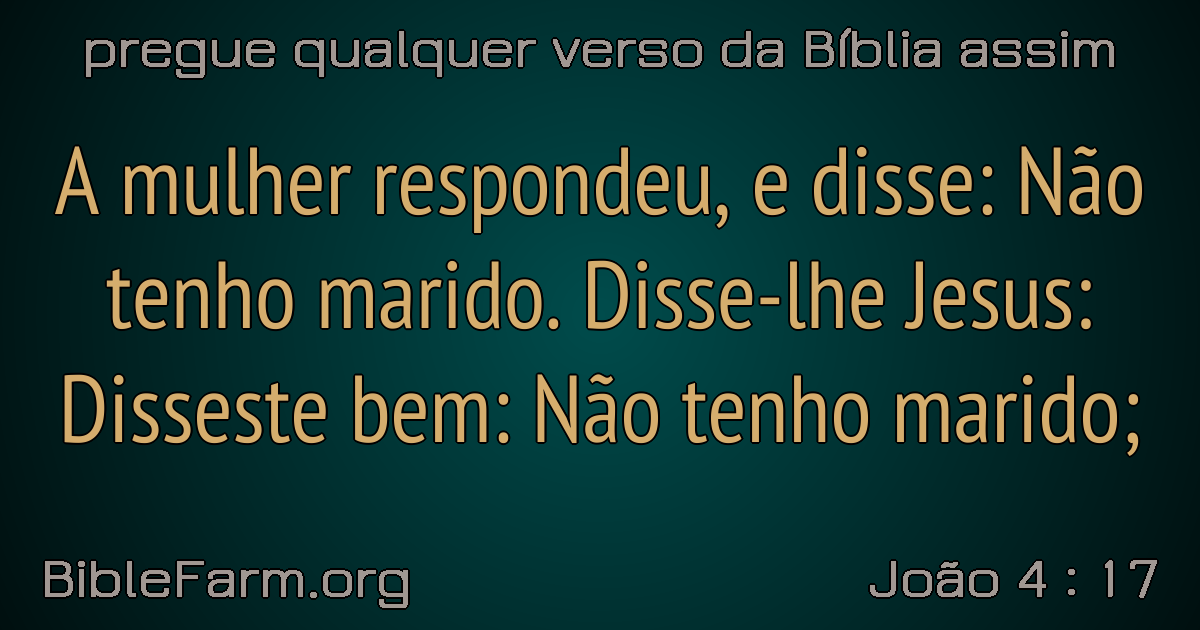 pregue qualquer verso da Bíblia assim
A mulher respondeu, e disse: Não
tenho marido. Disse-lhe Jesus:
Disseste bem: Não tenho marido;
BibleFarm.org
João 4 : 17